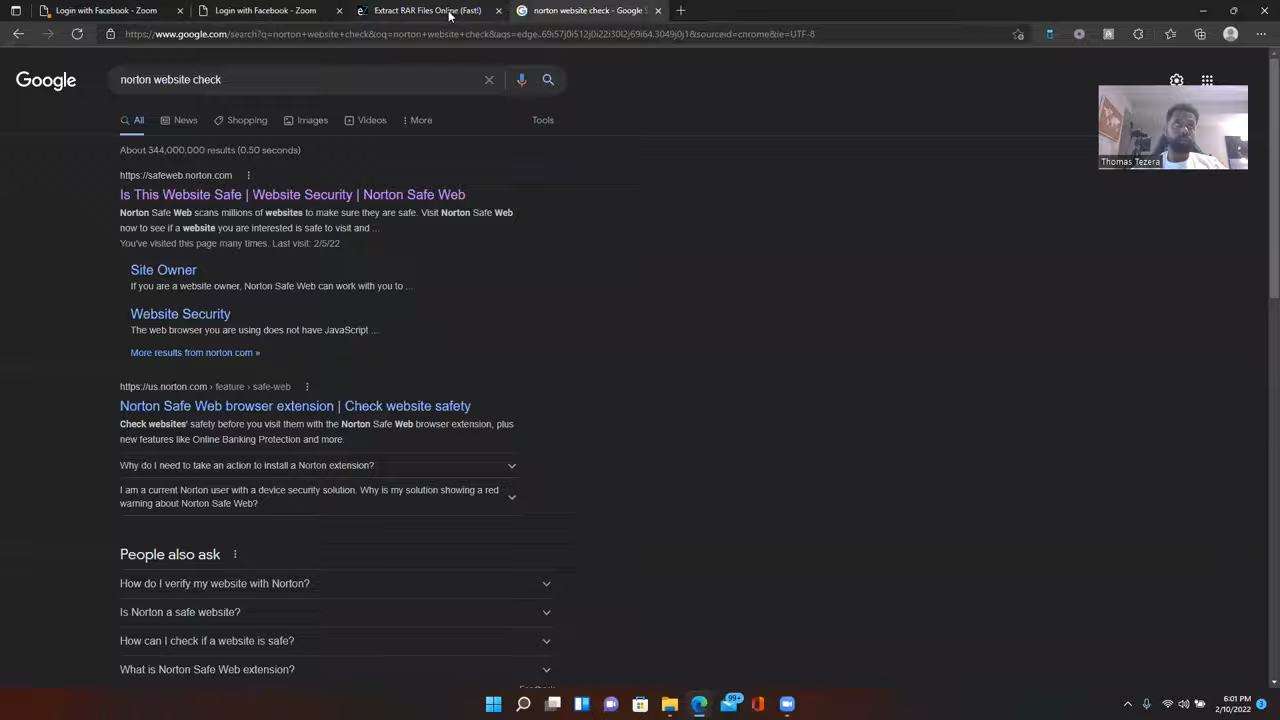 Login with Facebook - Zoom
Login with Facebook - Zoom
Extract RAR Files Online (Fast!)
norton website check - Google
Google
norton website check
All
News
Shopping
Images
Videos
More
Tools
About 344,000,000 results (0.50 seconds)
https://safeweb.norton.com
Is This Website Safe | Website Security | Norton Safe Web
Norton Safe Web scans millions of websites to make sure they are safe. Visit Norton Safe Web
now to see if a website you are interested is safe to visit and ...
You've visited this page many times. Last visit: 2/5/22
Site Owner
If you are a website owner, Norton Safe Web can work with you to ...
Website Security
The web browser you are using does not have JavaScript ...
More results from norton.com »
https://us.norton.com › feature › safe-web
Norton Safe Web browser extension | Check website safety
Check websites' safety before you visit them with the Norton Safe Web browser extension, plus
new features like Online Banking Protection and more.
Why do I need to take an action to install a Norton extension?
I am a current Norton user with a device security solution. Why is my solution showing a red
warning about Norton Safe Web?
People also ask
How do I verify my website with Norton?
Is Norton a safe website?
How can I check if a website is safe?
What is Norton Safe Web extension?
Thomas Tezera
99+
6:01 PM
2/10/2022
3